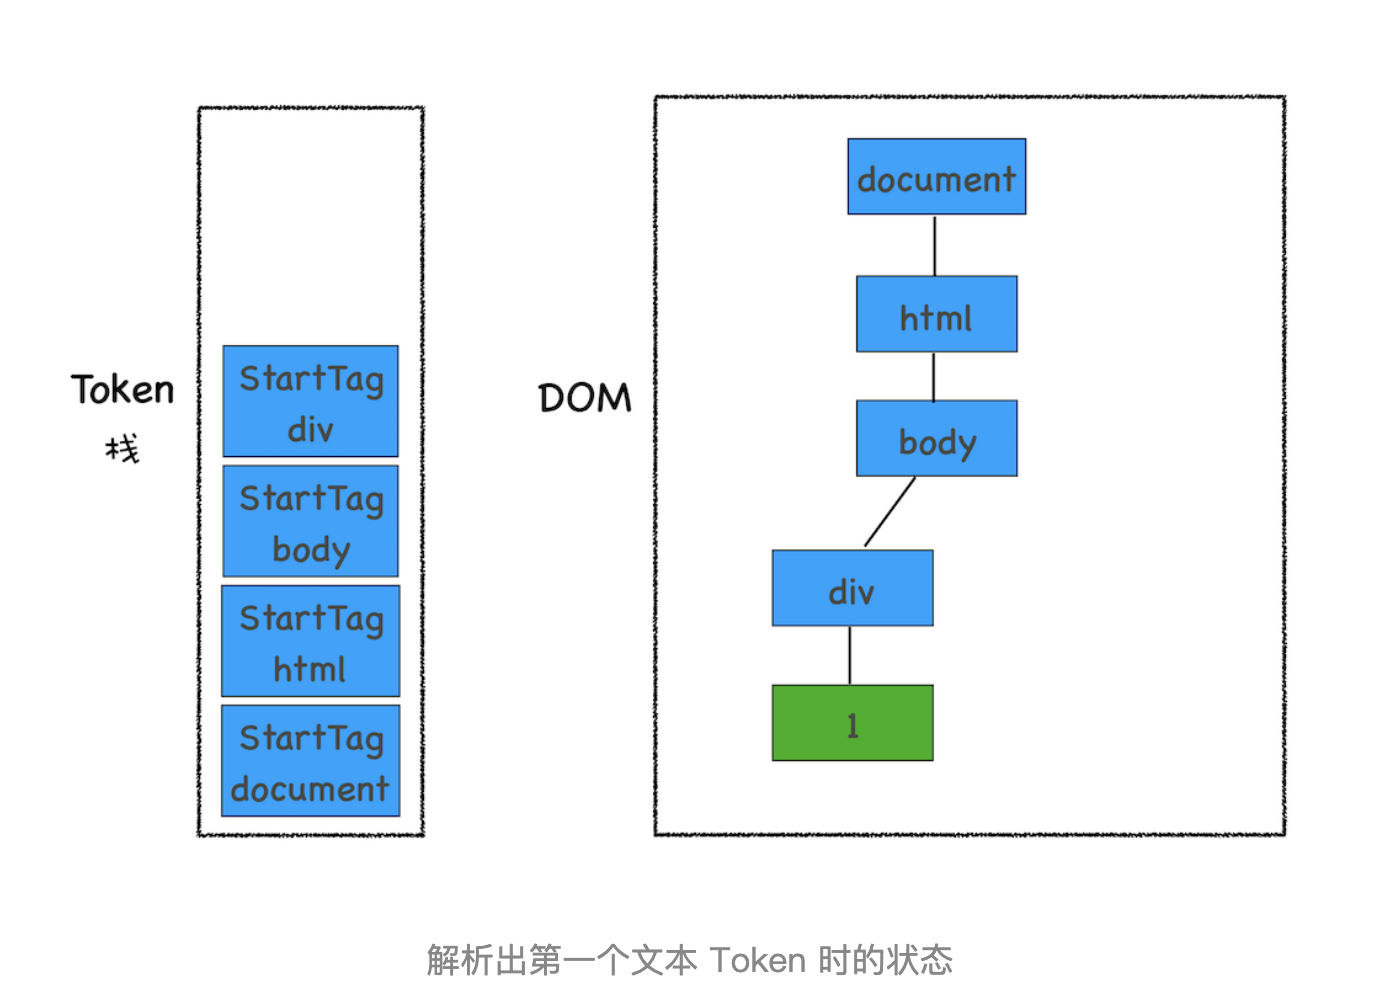 Token
栈
StartTag
div
StartTag
body
StartTag
html
StartTag
document
DOM
document
html
body
div
1
解析出第一个文本 Token 时的状态